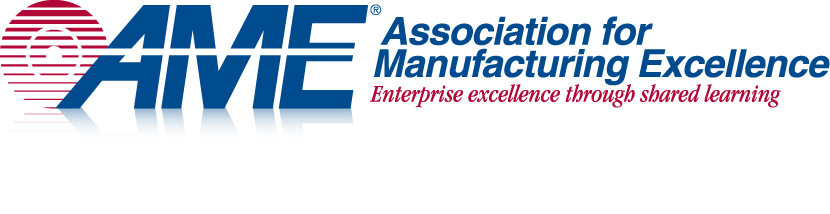 AME®
Association for
Manufacturing Excellence
Enterprise excellence through shared learning